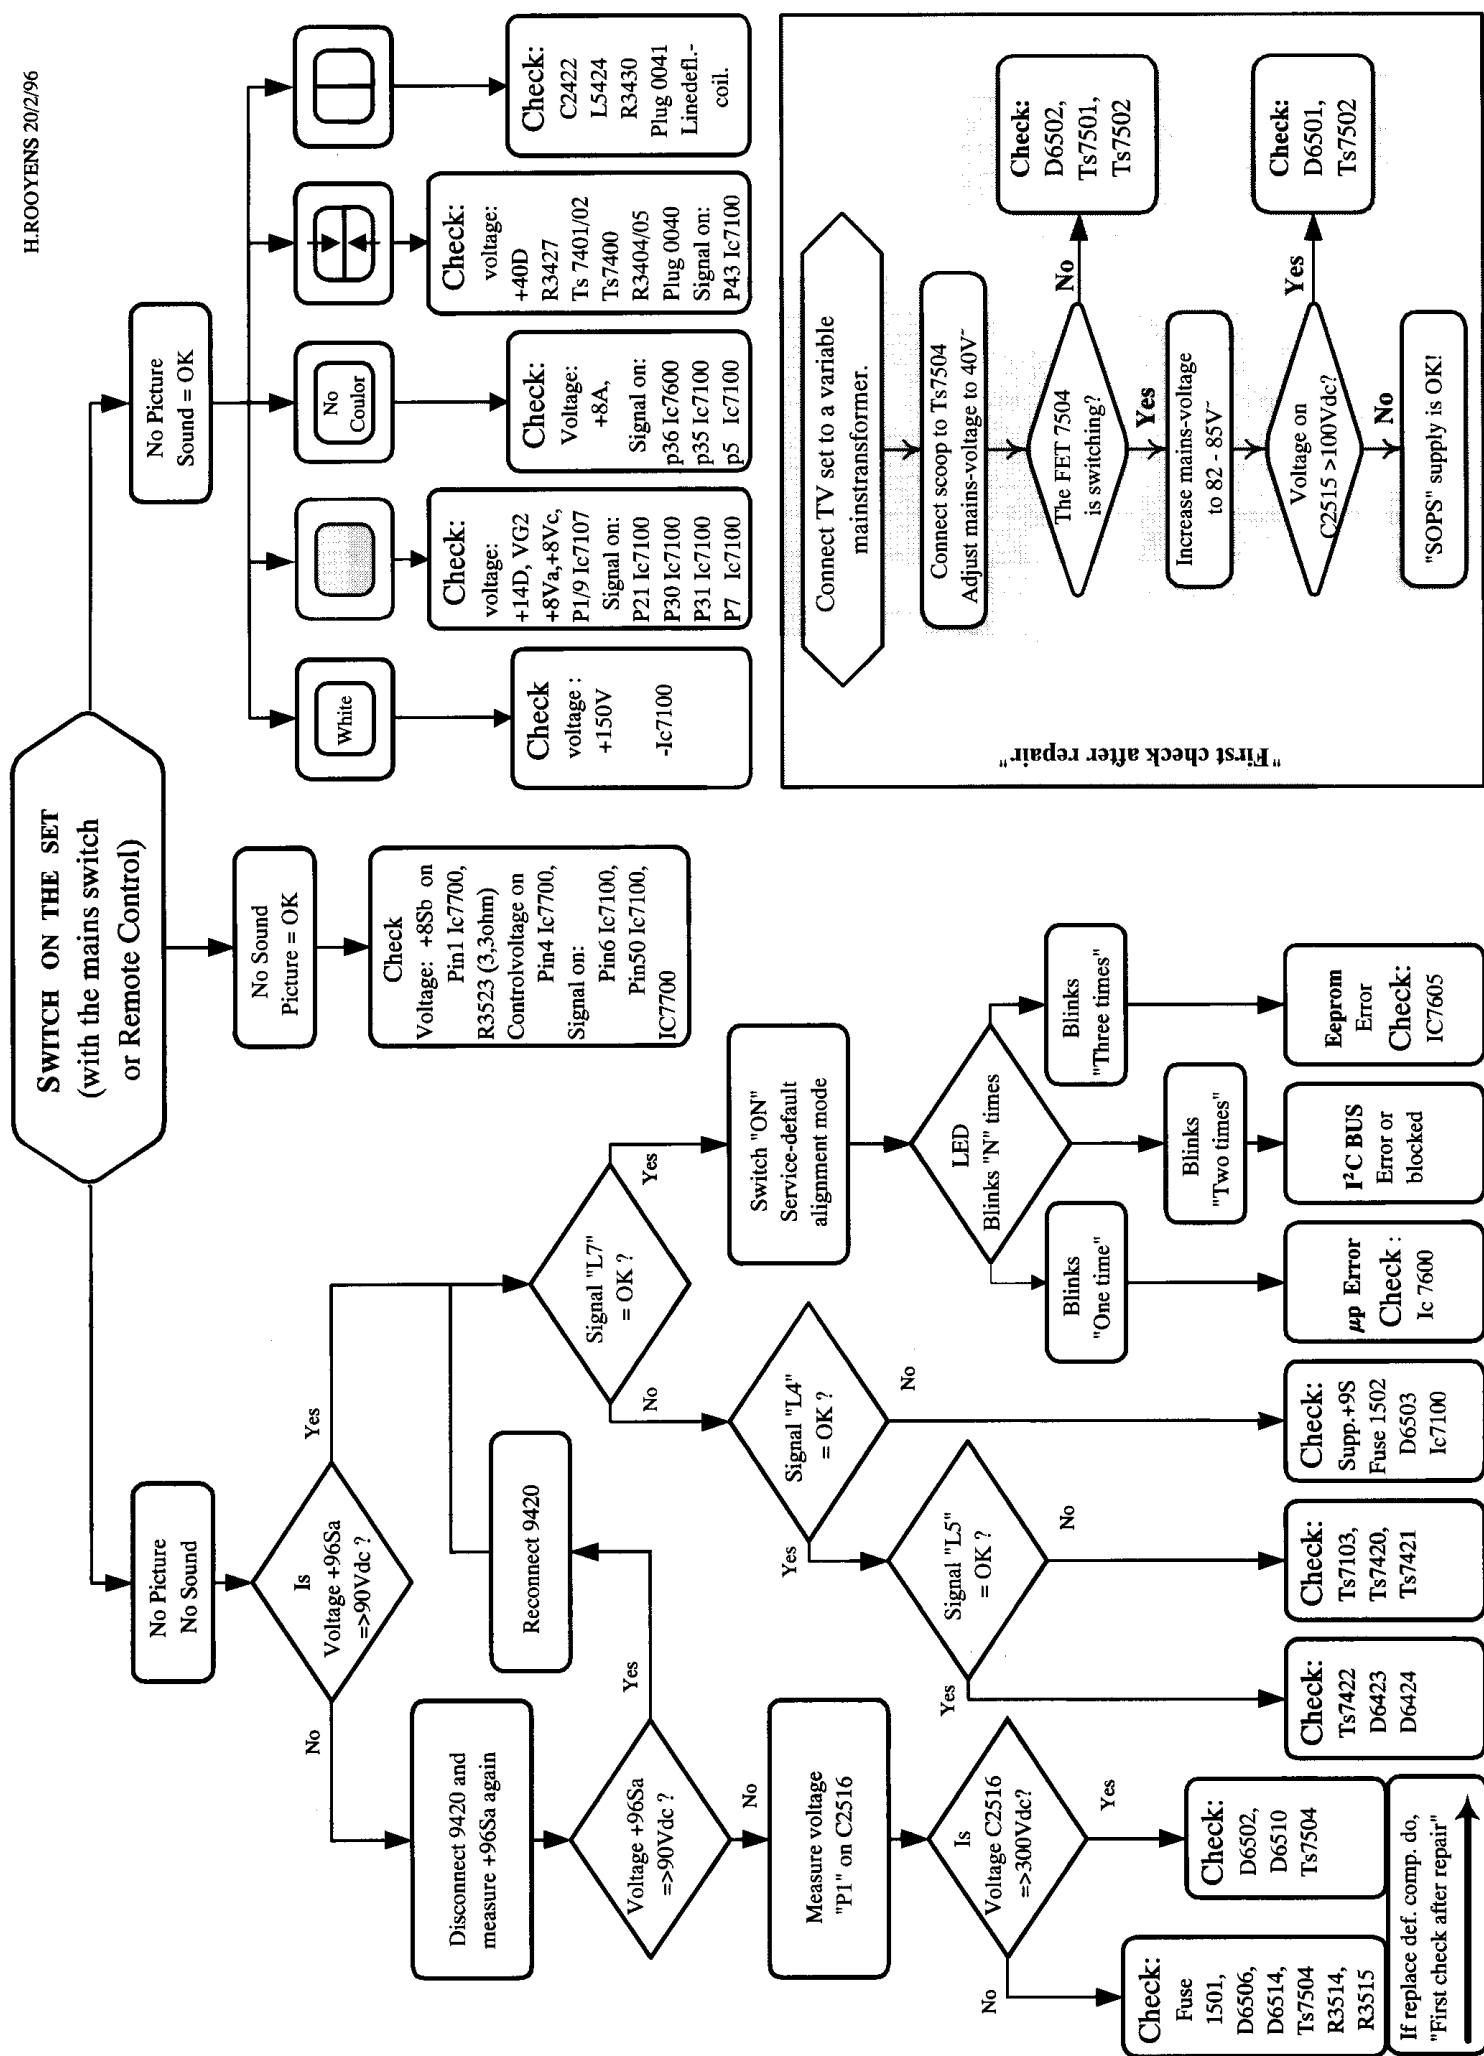 H.ROOYENS 20/2/96
SWITCH ON THE SET
(with the mains switch
or Remote Control)
No Picture
No Sound
Is
Voltage +96Sa
=>90Vdc ?
No
Yes
Disconnect 9420 and
measure +96Sa again
Voltage +96Sa
=>90Vdc ?
Yes
No
Reconnect 9420
Measure voltage
"P1" on C2516
Is
Voltage C2516
=>300Vdc?
No
Yes
Check:
Fuse
1501,
D6506,
D6514,
Ts7504
R3514,
R3515
Check:
D6502,
D6510
Ts7504
If replace def. comp. do,
"First check after repair"
Signal "L7"
= OK ?
No
Yes
Signal "L4"
= OK ?
Yes
No
Signal "L5"
= OK ?
Yes
No
Check:
Ts7422
D6423
D6424
Check:
Ts7103,
Ts7420,
Ts7421
Check:
Supp.+9S
Fuse 1502
D6503
Ic7100
Switch "ON"
Service-default
alignment mode
LED
Blinks "N" times
Blinks
"One time"
Blinks
"Two times"
Blinks
"Three times"
µp Error
Check :
Ic 7600
I²C BUS
Error or
blocked
Eeprom
Error
Check:
IC7605
No Sound
Picture = OK
Check
Voltage: +8Sb on
Pin1 Ic7700,
R3523 (3,3ohm)
Controlvoltage on
Pin4 Ic7700,
Signal on:
Pin6 Ic7100,
Pin50 Ic7100,
IC7700
No Picture
Sound = OK
White
Check
voltage :
+150V
-Ic7100
Check:
voltage:
+14D, VG2
+8Va,+8Vc,
P1/9 Ic7107
Signal on:
P21 Ic7100
P30 Ic7100
P31 Ic7100
P7 Ic7100
No
Coulor
Check:
Voltage:
+8A,
Signal on:
p36 Ic7600
p35 Ic7100
p5 Ic7100
Check:
voltage:
+40D
R3427
Ts 7401/02
Ts7400
R3404/05
Plug 0040
Signal on:
P43 Ic7100
Check:
C2422
L5424
R3430
Plug 0041
Linedefl.-
coil.
"First check after repair"
Connect TV set to a variable
mainstransformer.
Connect scoop to Ts7504
Adjust mains-voltage to 40V~
The FET 7504
is switching?
No
Yes
Check:
D6502,
Ts7501,
Ts7502
Increase mains-voltage
to 82 - 85V~
Voltage on
C2515 >100Vdc?
Yes
No
Check:
D6501,
Ts7502
"SOPS" supply is OK!